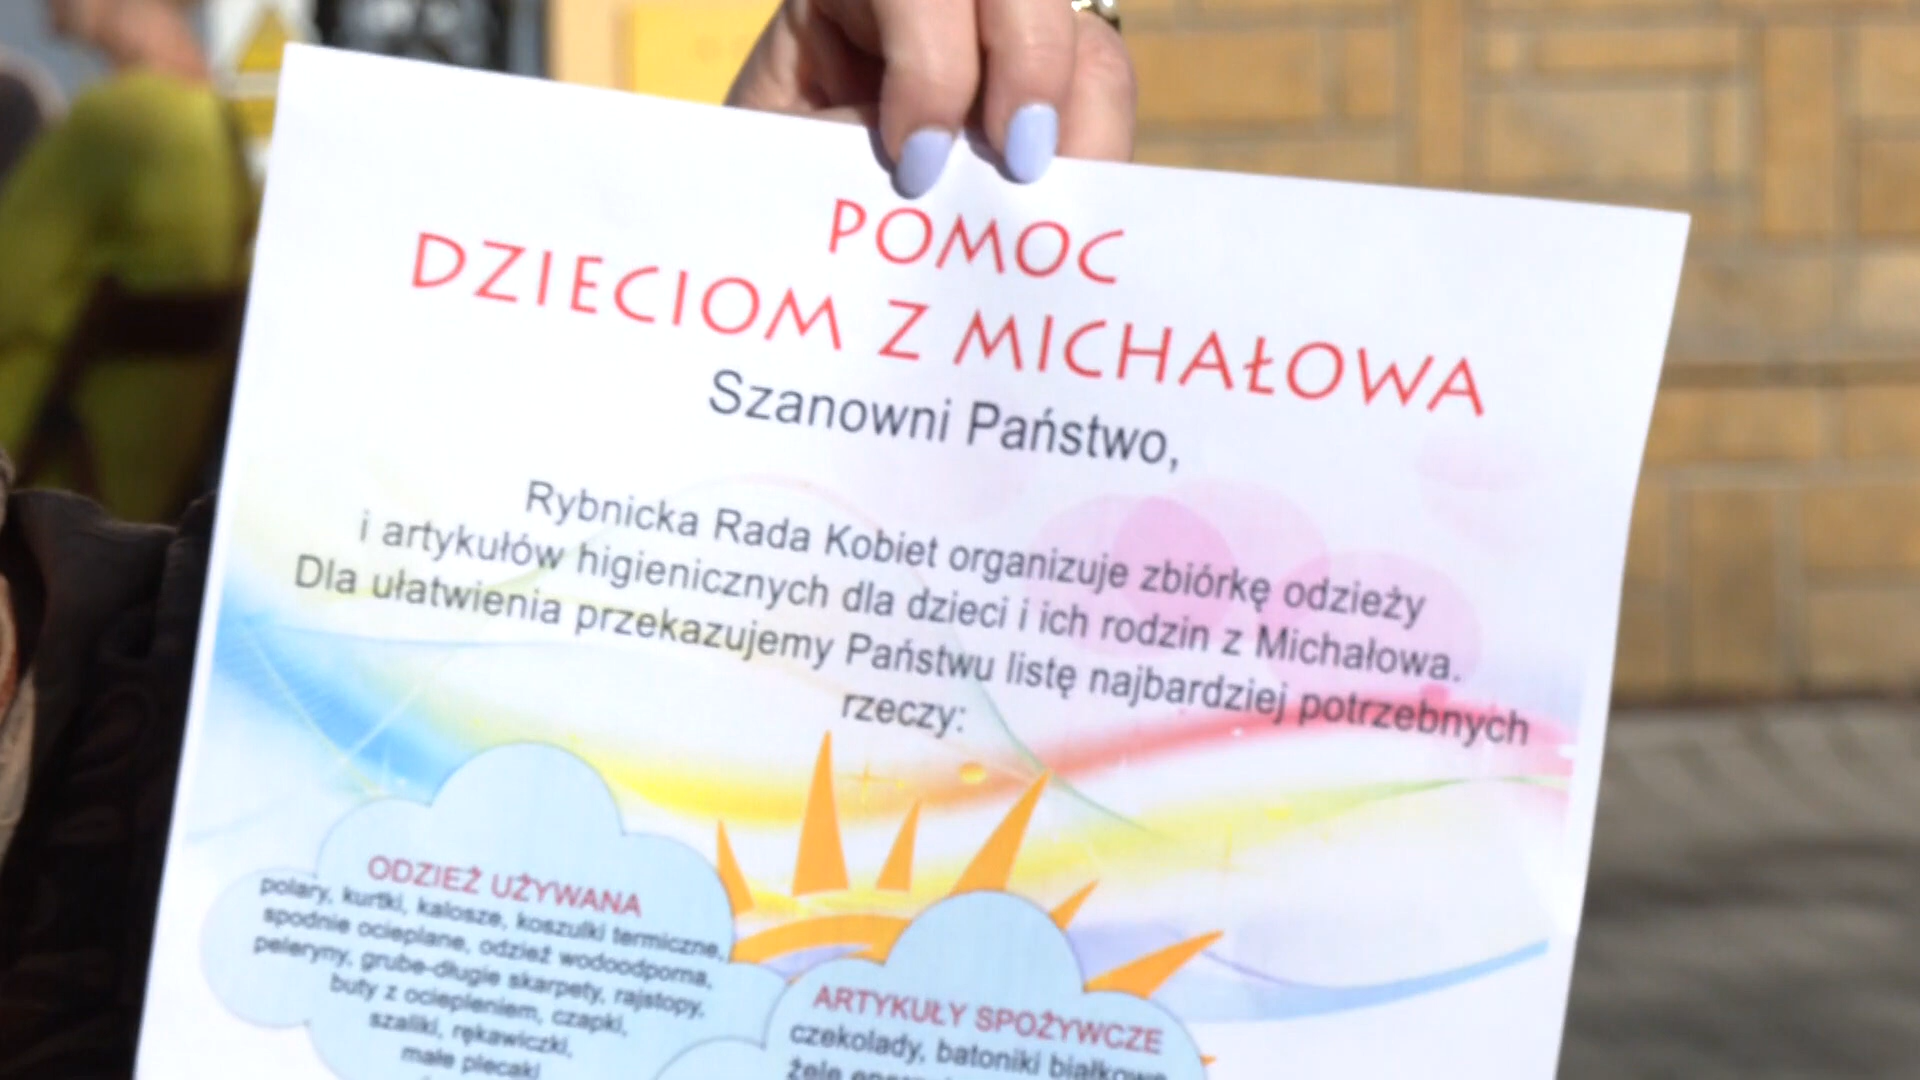 POMOC
DZIECIOM Z MICHAŁOWA
Szanowni Państwo,
Rybnicka Rada Kobiet organizuje zbiórkę odzieży
i artykułów higienicznych dla dzieci i ich rodzin z Michałowa.
Dla ułatwienia przekazujemy Państwu listę najbardziej potrzebnych
rzeczy:
ODZIEŻ UŻYWANA
polary, kurtki, kalosze, koszulki termiczne,
spodnie ocieplane, odzież wodoodporna,
peleryny, grube-długie skarpety, rajstopy,
buty z ociepleniem, czapki,
szaliki, rękawiczki,
małe plecaki
ARTYKUŁY SPOŻYWCZE
czekolady, batoniki białkowe
żele